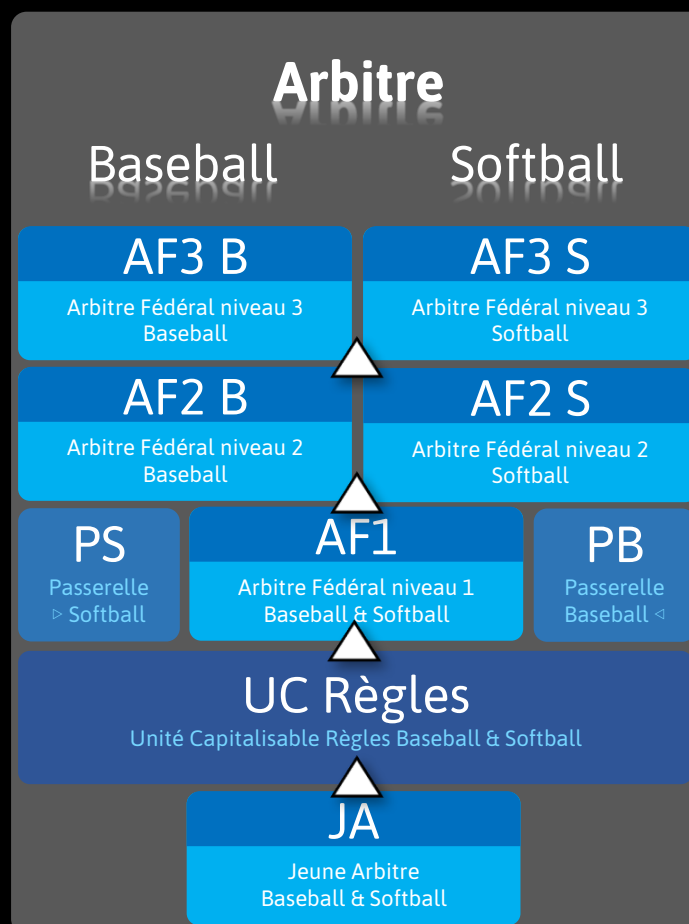 Arbitre
Baseball
Softball
AF3 B
Arbitre Fédéral niveau 3
Baseball
AF3 S
Arbitre Fédéral niveau 3
Softball
AF2 B
Arbitre Fédéral niveau 2
Baseball
AF2 S
Arbitre Fédéral niveau 2
Softball
PS
Passerelle
▷ Softball
AF1
Arbitre Fédéral niveau 1
Baseball & Softball
PB
Passerelle
Baseball ◁
UC Règles
Unité Capitalisable Règles Baseball & Softball
JA
Jeune Arbitre
Baseball & Softball